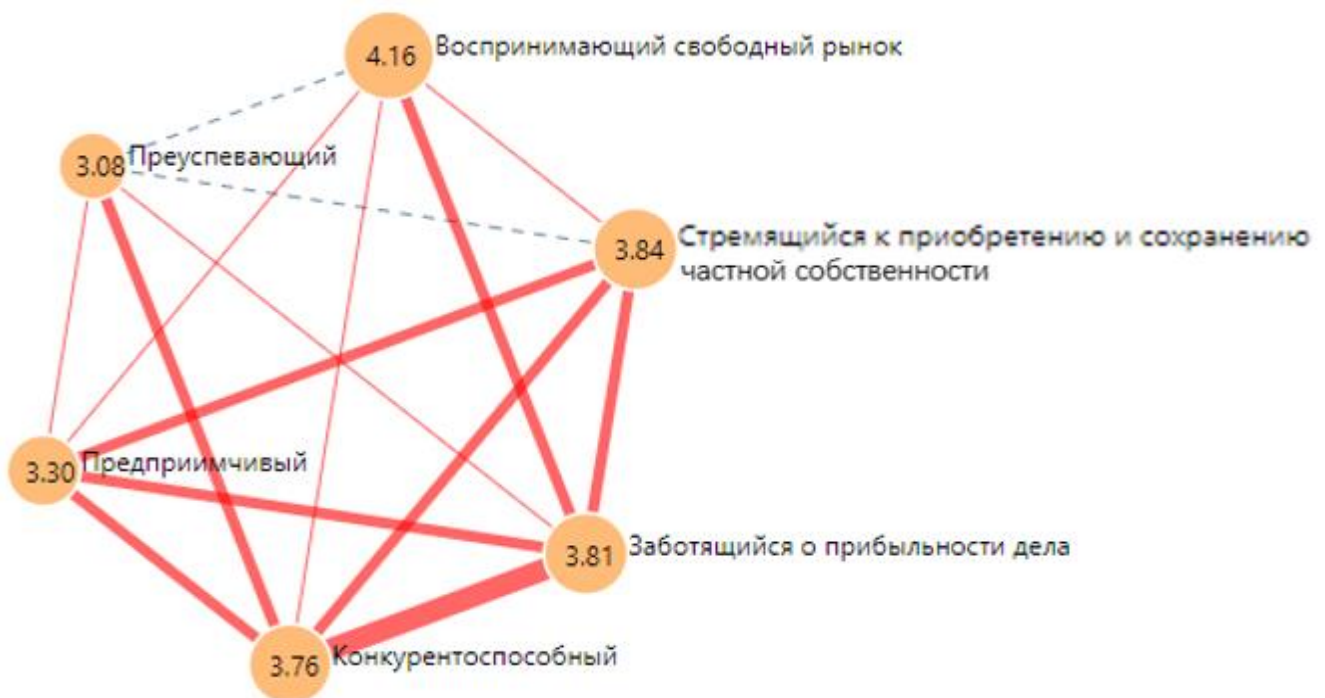 4.16 Воспринимающий свободный рынок
3.08 Преуспевающий
3.84 Стремящийся к приобретению и сохранению
частной собственности
3.30 Предприимчивый
3.81 Заботящийся о прибыльности дела
3.76 Конкурентоспособный